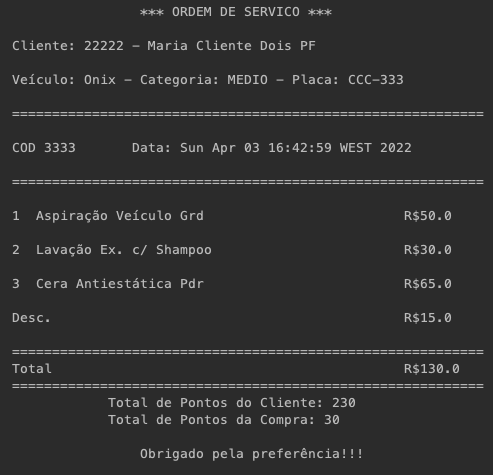 *** ORDEM DE SERVICO ***
Cliente: 22222 - Maria Cliente Dois PF
Veículo: Onix - Categoria: MEDIO - Placa: CCC-333
===========================================================
COD 3333       Data: Sun Apr 03 16:42:59 WEST 2022
===========================================================
1  Aspiração Veículo Grd                         R$50.0
2  Lavação Ex. c/ Shampoo                        R$30.0
3  Cera Antiestática Pdr                         R$65.0
Desc.                                            R$15.0
===========================================================
Total                                            R$130.0
===========================================================
Total de Pontos do Cliente: 230
Total de Pontos da Compra: 30
Obrigado pela preferência!!!